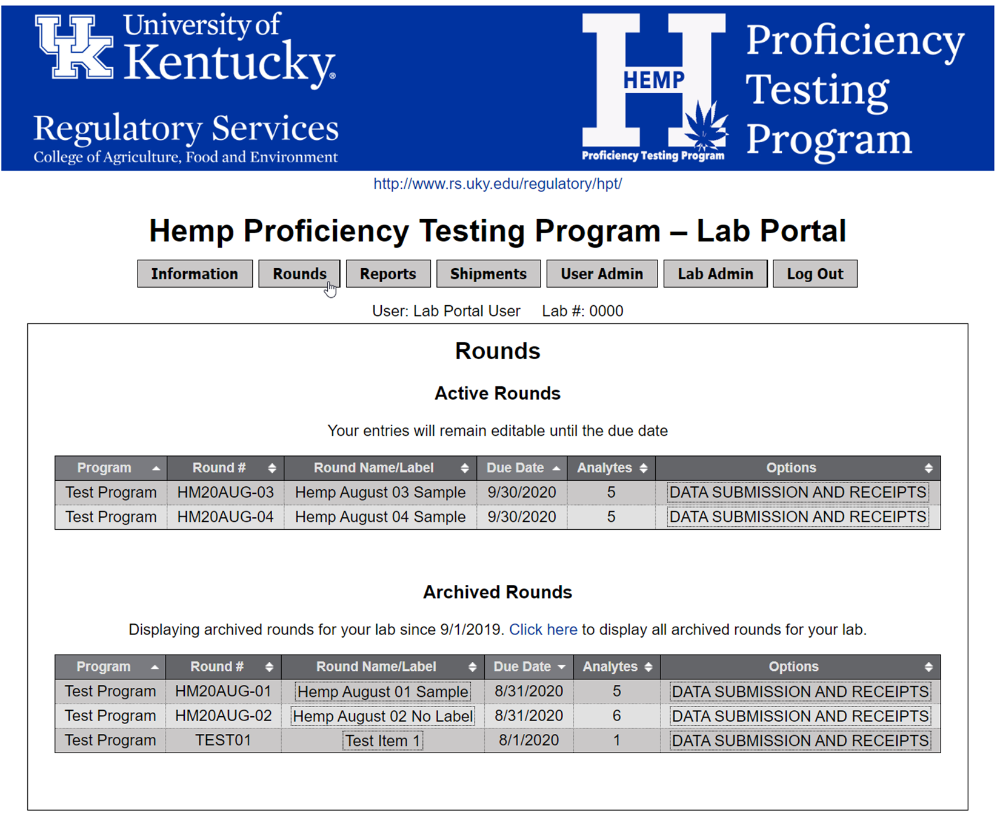 University of
Kentucky®
Regulatory Services
College of Agriculture, Food and Environment
HEMP
Proficiency Testing Program
Proficiency
Testing
Program
http://www.rs.uky.edu/regulatory/hpt/
Hemp Proficiency Testing Program – Lab Portal
Information Rounds Reports Shipments User Admin Lab Admin Log Out
User: Lab Portal User Lab #: 0000
Rounds
Active Rounds
Your entries will remain editable until the due date
Program Round # Round Name/Label Due Date Analytes Options
Test Program HM20AUG-03 Hemp August 03 Sample 9/30/2020 5 DATA SUBMISSION AND RECEIPTS
Test Program HM20AUG-04 Hemp August 04 Sample 9/30/2020 5 DATA SUBMISSION AND RECEIPTS
Archived Rounds
Displaying archived rounds for your lab since 9/1/2019. Click here to display all archived rounds for your lab.
Program Round # Round Name/Label Due Date Analytes Options
Test Program HM20AUG-01 Hemp August 01 Sample 8/31/2020 5 DATA SUBMISSION AND RECEIPTS
Test Program HM20AUG-02 Hemp August 02 No Label 8/31/2020 6 DATA SUBMISSION AND RECEIPTS
Test Program TEST01 Test Item 1 8/1/2020 1 DATA SUBMISSION AND RECEIPTS